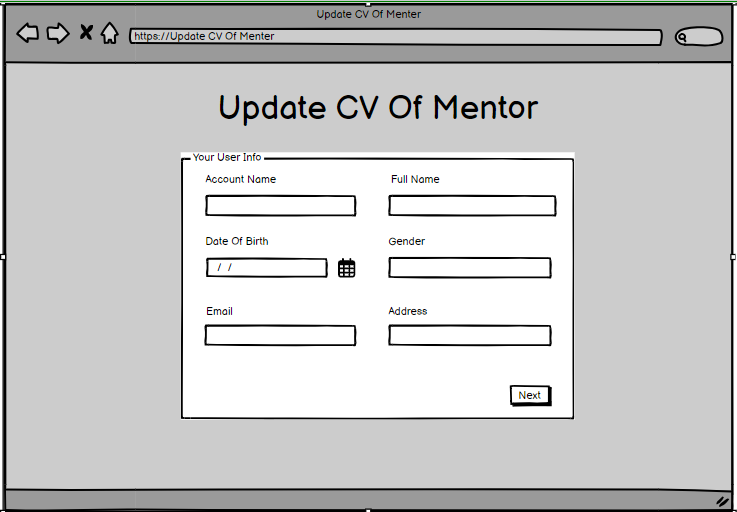 Update CV Of Menter
https://Update CV Of Menter
Update CV Of Mentor
Your User Info
Account Name
Full Name
Date Of Birth
Gender
/ /
Email
Address
Next